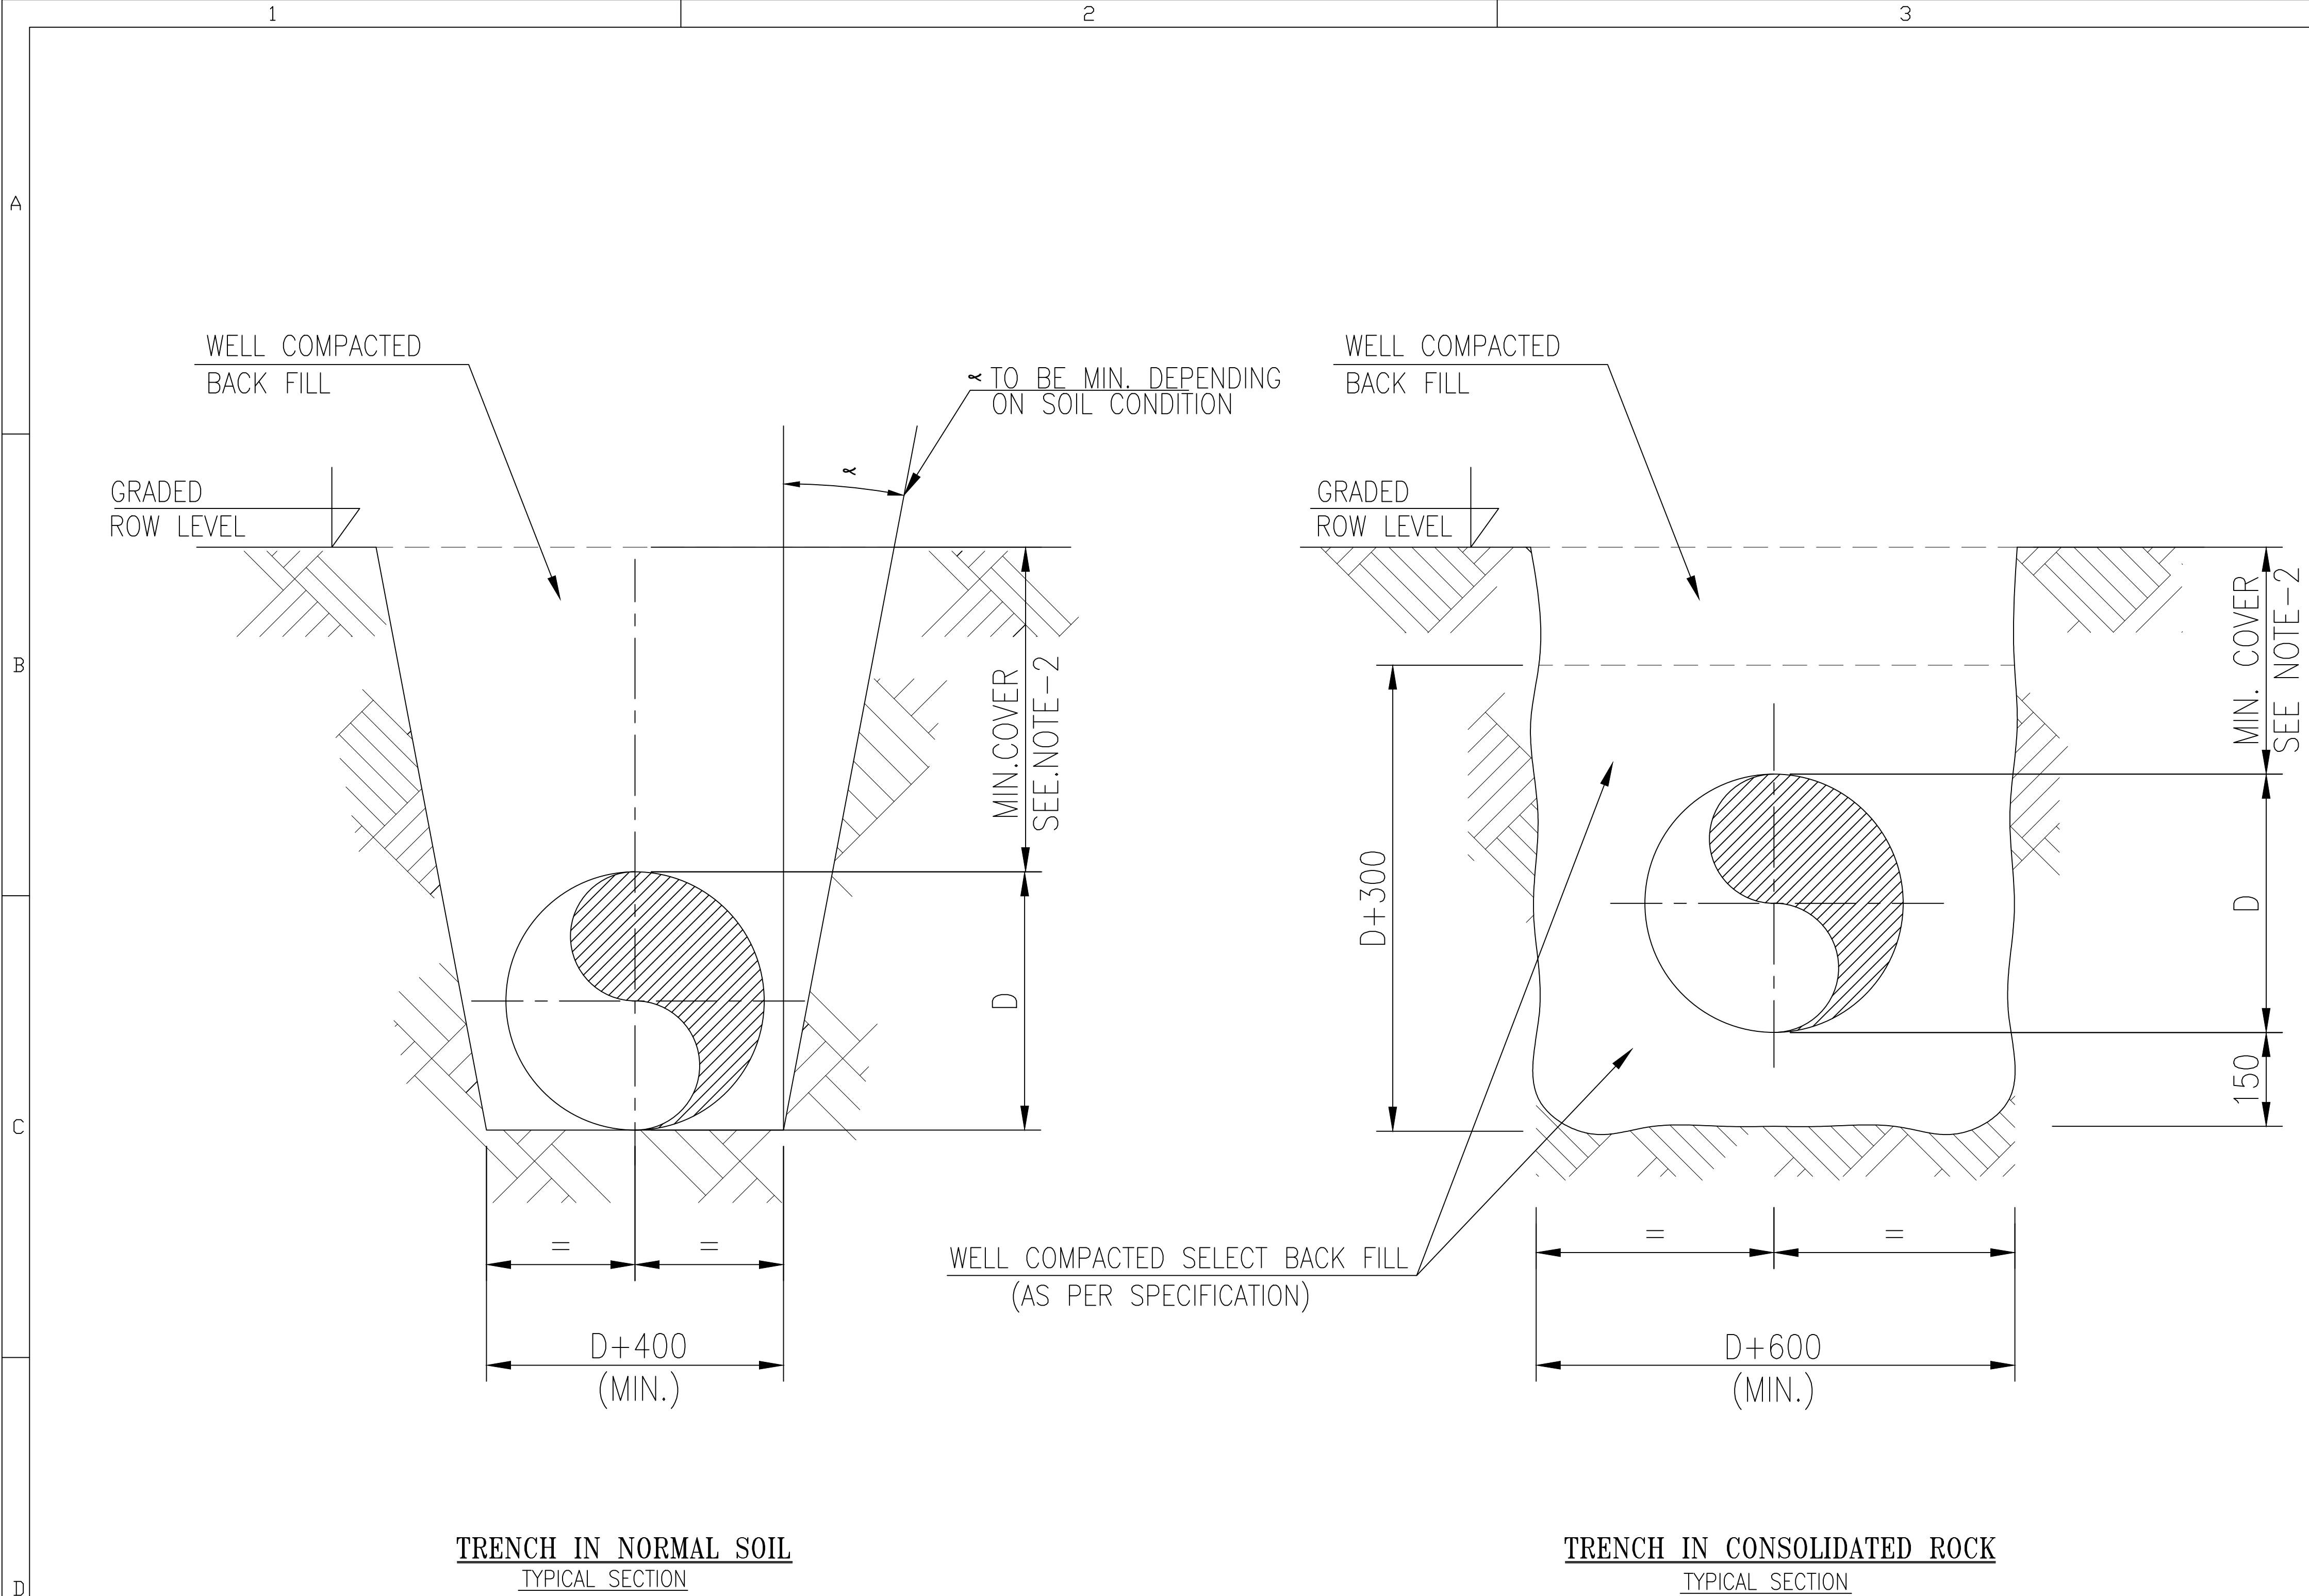 1
2
3
A
B
C
D
WELL COMPACTED
BACK FILL
∝ TO BE MIN. DEPENDING
ON SOIL CONDITION
∝
GRADED
ROW LEVEL
MIN.COVER
SEE.NOTE-2
D
=
=
D+400
(MIN.)
TRENCH IN NORMAL SOIL
TYPICAL SECTION
WELL COMPACTED
BACK FILL
GRADED
ROW LEVEL
MIN. COVER
SEE NOTE-2
D+300
D
150
WELL COMPACTED SELECT BACK FILL
(AS PER SPECIFICATION)
=
=
D+600
(MIN.)
TRENCH IN CONSOLIDATED ROCK
TYPICAL SECTION